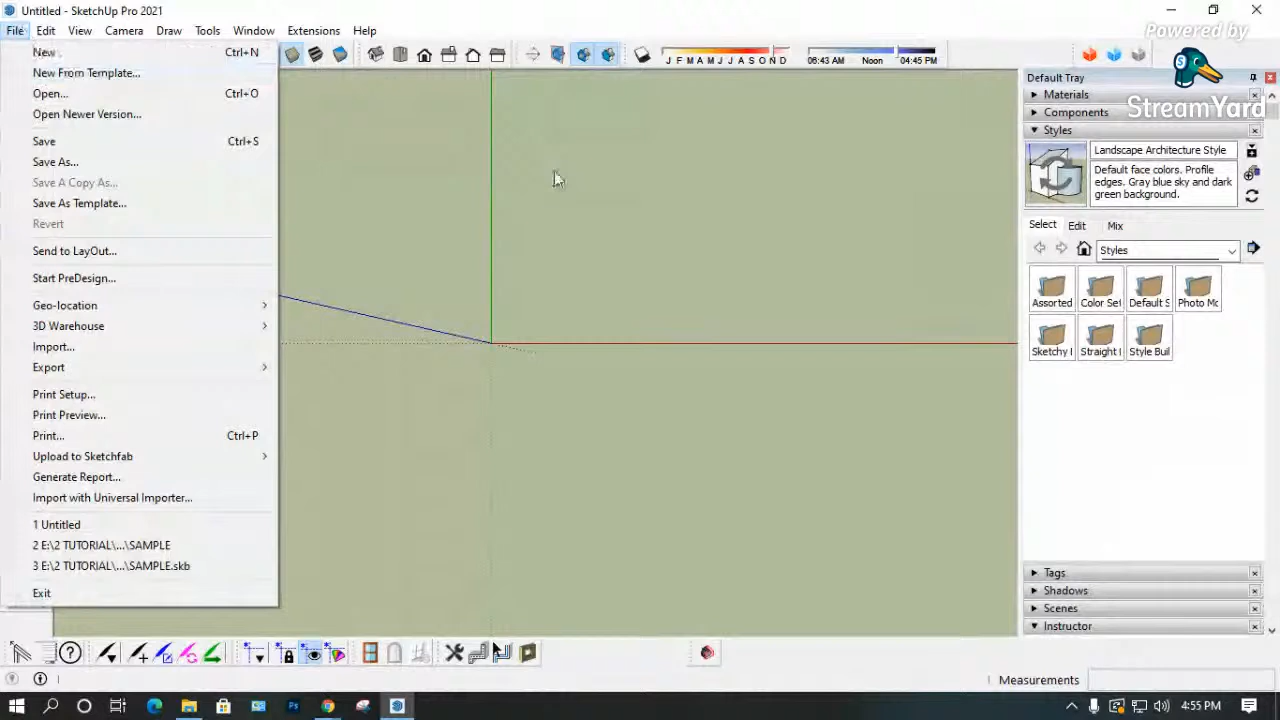 Untitled - SketchUp Pro 2021
File Edit View Camera Draw Tools Window Extensions Help
Powered by
StreamYard
New Ctrl+N
New From Template...
Open... Ctrl+O
Open Newer Version...
Save Ctrl+S
Save As...
Save A Copy As...
Save As Template...
Revert
Send to LayOut...
Start PreDesign...
Geo-location
3D Warehouse
Import...
Export
Print Setup...
Print Preview...
Print... Ctrl+P
Upload to Sketchfab
Generate Report...
Import with Universal Importer...
1 Untitled
2 E:\2 TUTORIAL\...\SAMPLE
3 E:\2 TUTORIAL\...\SAMPLE.skb
Exit
J F M A M J J A S O N D
06:43 AM Noon 04:45 PM
Default Tray
Materials
Components
Styles
Landscape Architecture Style
Default face colors. Profile
edges. Gray blue sky and dark
green background.
Select Edit Mix
Styles
Assorted Color Se Default S Photo Mo
Sketchy Straight Style Buil
Tags
Shadows
Scenes
Instructor
Measurements
4:55 PM